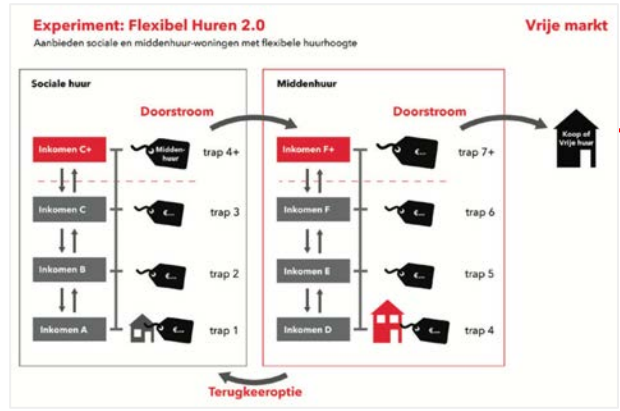 Experiment: Flexibel Huren 2.0
Vrije markt
Aanbieden sociale en middenhuur-woningen met flexibele huurhoogte
Sociale huur
Doorstroom
Inkomen C+
Midden-
huur
trap 4+
Inkomen C
€...
trap 3
Inkomen B
€...
trap 2
Inkomen A
€...
trap 1
Middenhuur
Doorstroom
Inkomen F+
€...
trap 7+
Inkomen F
€...
trap 6
Inkomen E
€...
trap 5
Inkomen D
€...
trap 4
Koop of
Vrije huur
Terugkeeroptie